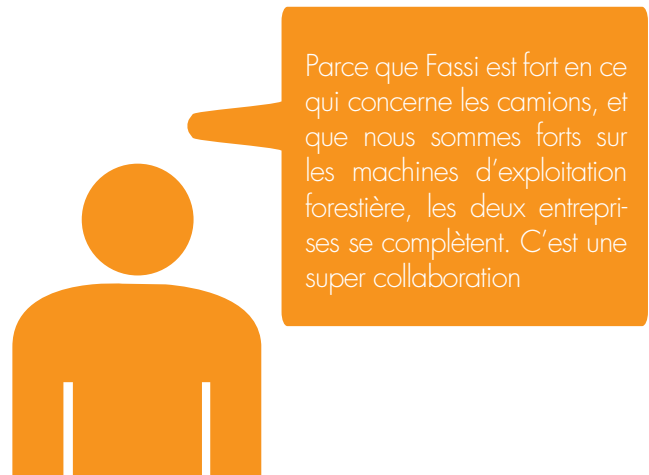 Parce que Fassi est fort en ce
qui concerne les camions, et
que nous sommes forts sur
les machines d'exploitation
forestière, les deux entrepri-
ses se complètent. C'est une
super collaboration